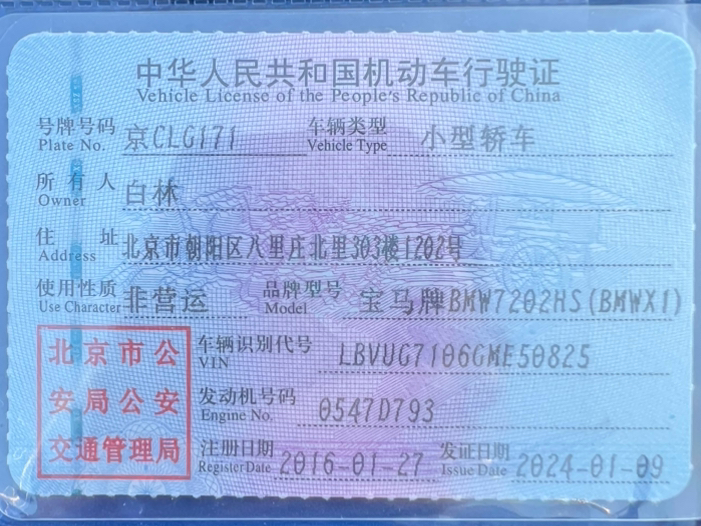 中华人民共和国机动车行驶证
Vehicle License of the People's Republic of China
号牌号码 京CLG171 车辆类型 小型轿车
Plate No. Vehicle Type
所有人 白林
Owner
住址 北京市朝阳区八里庄北里303楼1202号
Address
使用性质 非营运 品牌型号 宝马牌BMW7202HS(BMWX1)
Use Character Model
北京市公安局公安交通管理局
车辆识别代号 LBVUG7106GME50825
VIN
发动机号码 0547D793
Engine No.
注册日期 2016-01-27 发证日期 2024-01-09
Register Date Issue Date